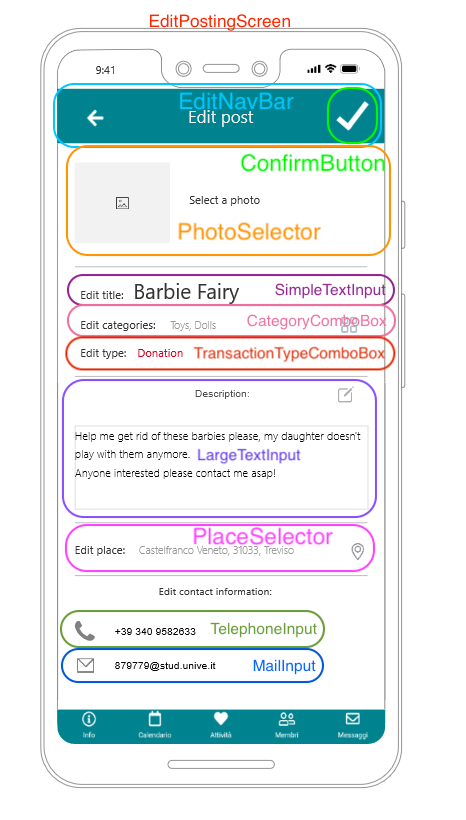 EditPostingScreen
9:41
EditNavBar
Edit post
ConfirmButton
Select a photo
PhotoSelector
Edit title: Barbie Fairy SimpleTextInput
Edit categories: Toys, Dolls CategoryComboBox
Edit type: Donation TransactionTypeComboBox
Description:
Help me get rid of these barbies please, my daughter doesn't
play with them anymore. LargeTextInput
Anyone interested please contact me asap!
PlaceSelector
Edit place: Castelfranco Veneto, 31033, Treviso
Edit contact information:
+39 340 9582633 TelephoneInput
879779@stud.unive.it MailInput
Info Calendario Attività Membri Messaggi